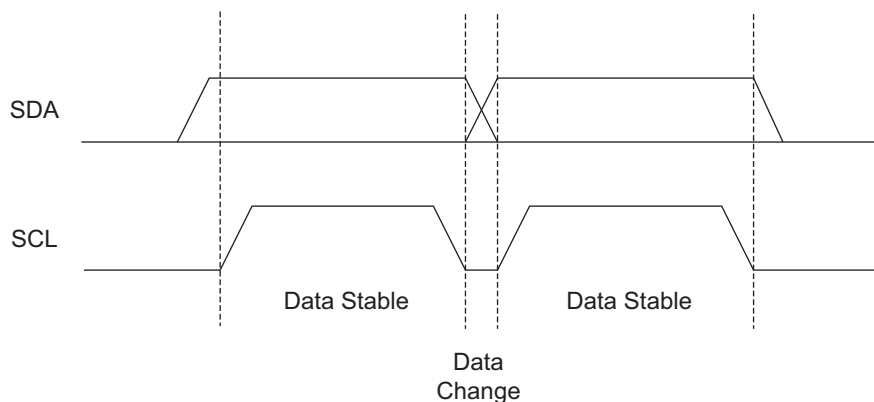 SDA
SCL
Data Stable
Data Stable
Data
Change